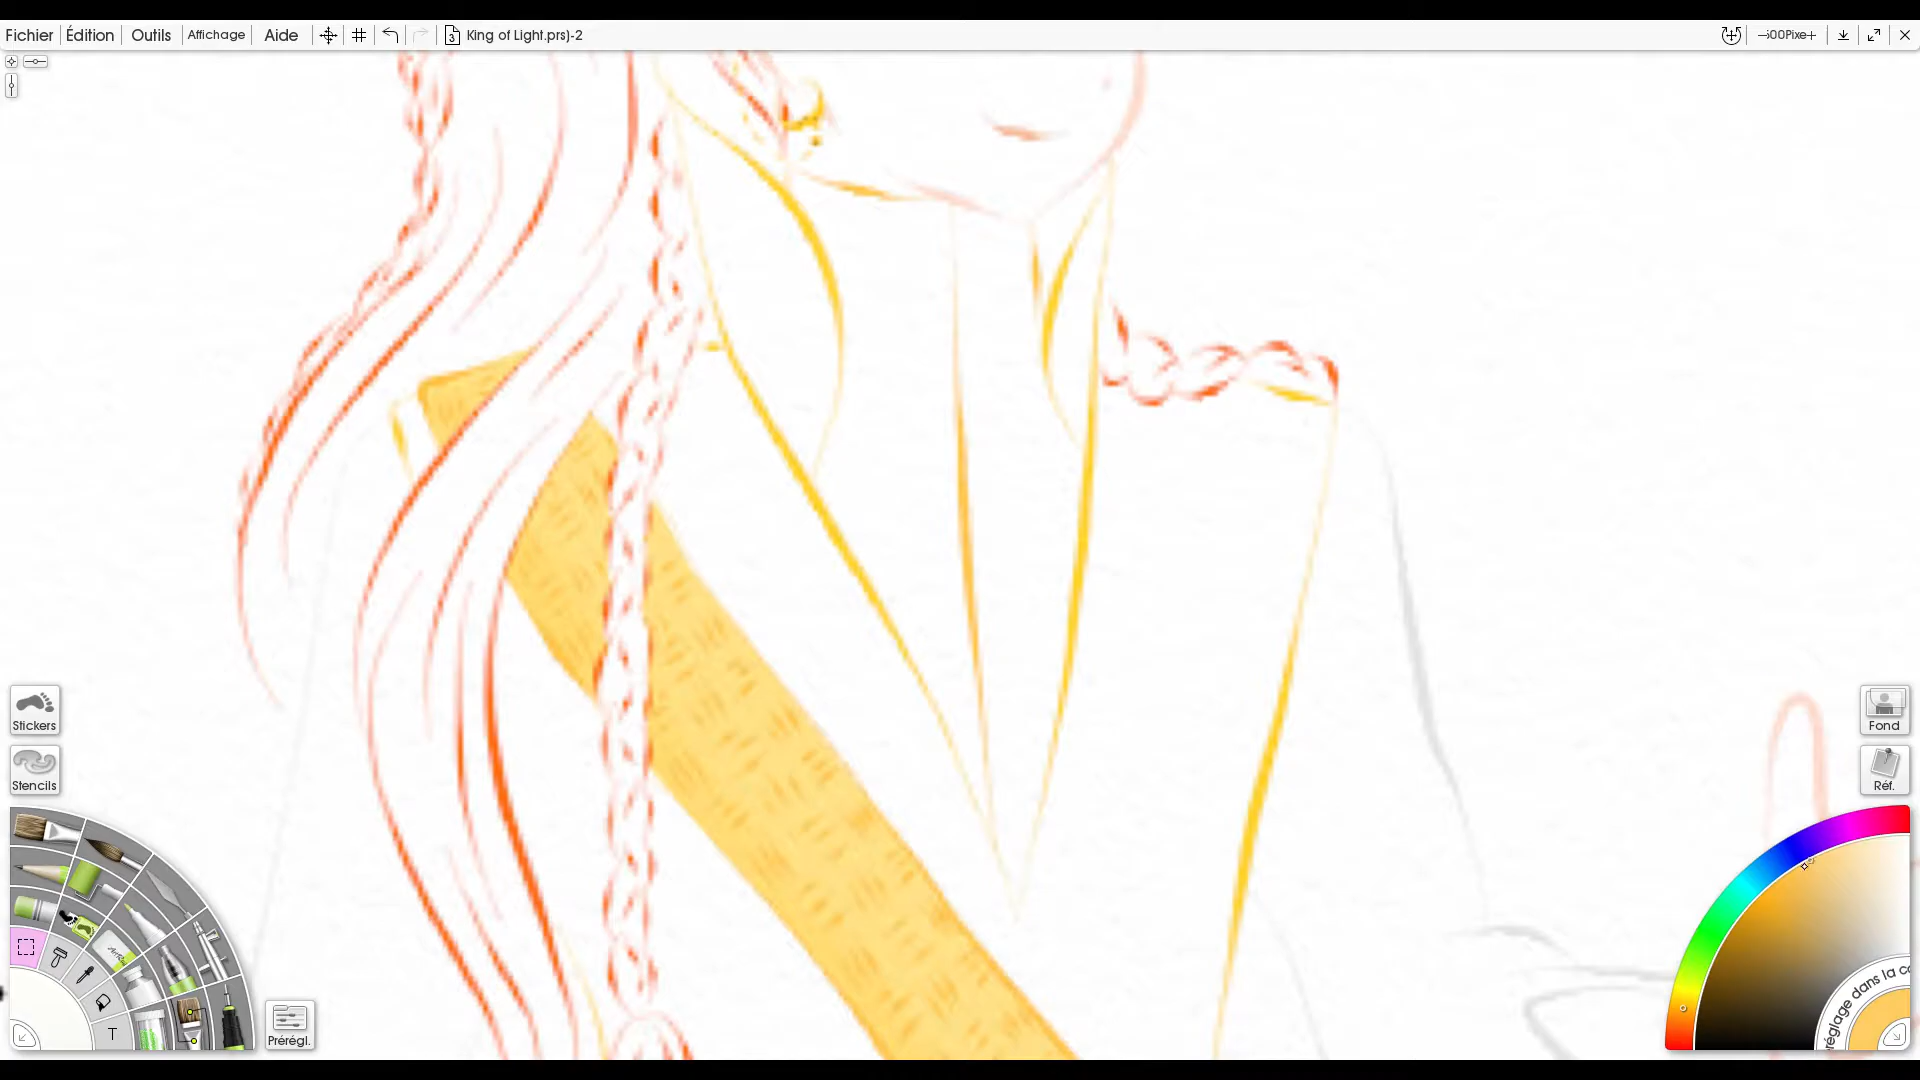 Fichier Édition Outils Affichage Aide King of Light.prs)-2
Stickers
Stencils
Prérégl.
Fond
Réf.
T